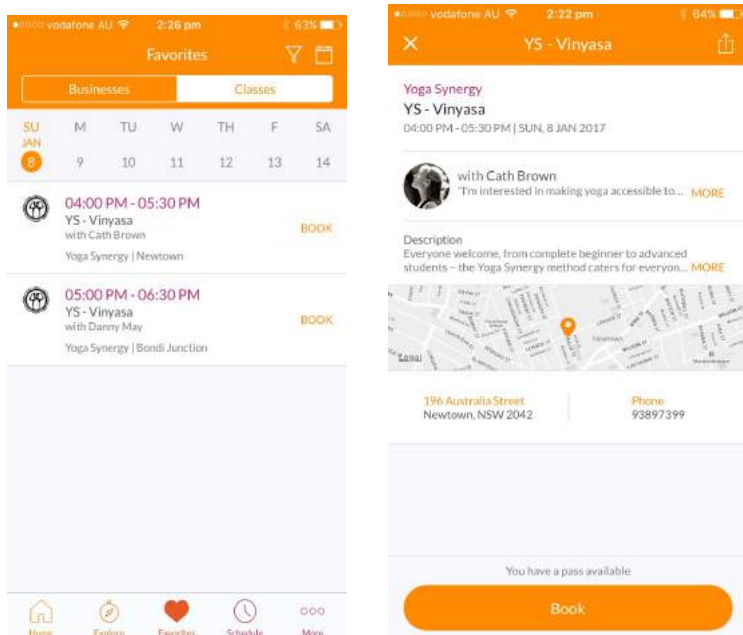 vodafone AU 2:26 pm 63%
Favorites
Businesses Classes
SU M TU W TH F SA
JAN
8 9 10 11 12 13 14
04:00 PM - 05:30 PM
YS - Vinyasa
with Cath Brown
BOOK
Yoga Synergy | Newtown
05:00 PM - 06:30 PM
YS - Vinyasa
with Danny May
BOOK
Yoga Synergy | Bondi Junction
Home Explore Favorites Schedule More
vodafone AU 2:22 pm 64%
YS - Vinyasa
Yoga Synergy
YS - Vinyasa
04:00 PM - 05:30 PM | SUN, 8 JAN 2017
with Cath Brown
"I'm interested in making yoga accessible to... MORE
Description
Everyone welcome, from complete beginner to advanced
students – the Yoga Synergy method caters for everyon... MORE
Newtown
Legal
196 Australia Street Phone
Newtown, NSW 2042 93897399
You have a pass available
Book